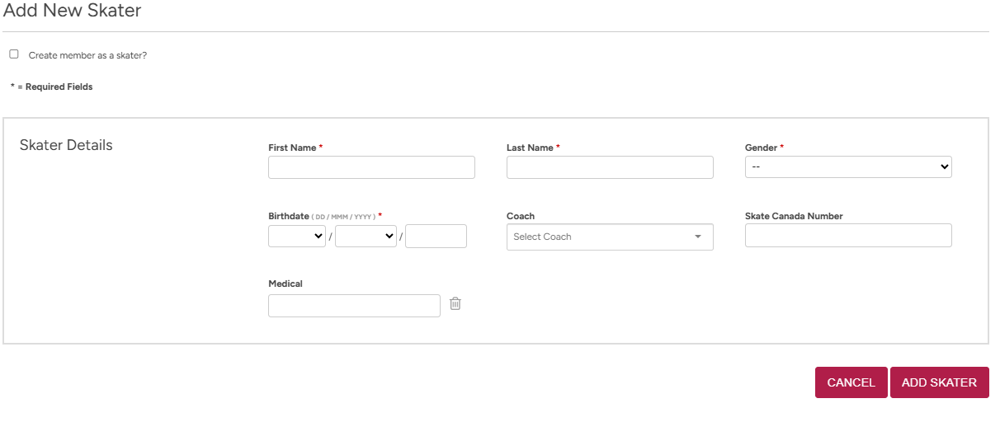 Add New Skater
Create member as a skater?
* = Required Fields
Skater Details
First Name *
Last Name *
Gender *
--
Birthdate ( DD / MMM / YYYY ) *
/ /
Coach
Select Coach
Skate Canada Number
Medical
CANCEL
ADD SKATER